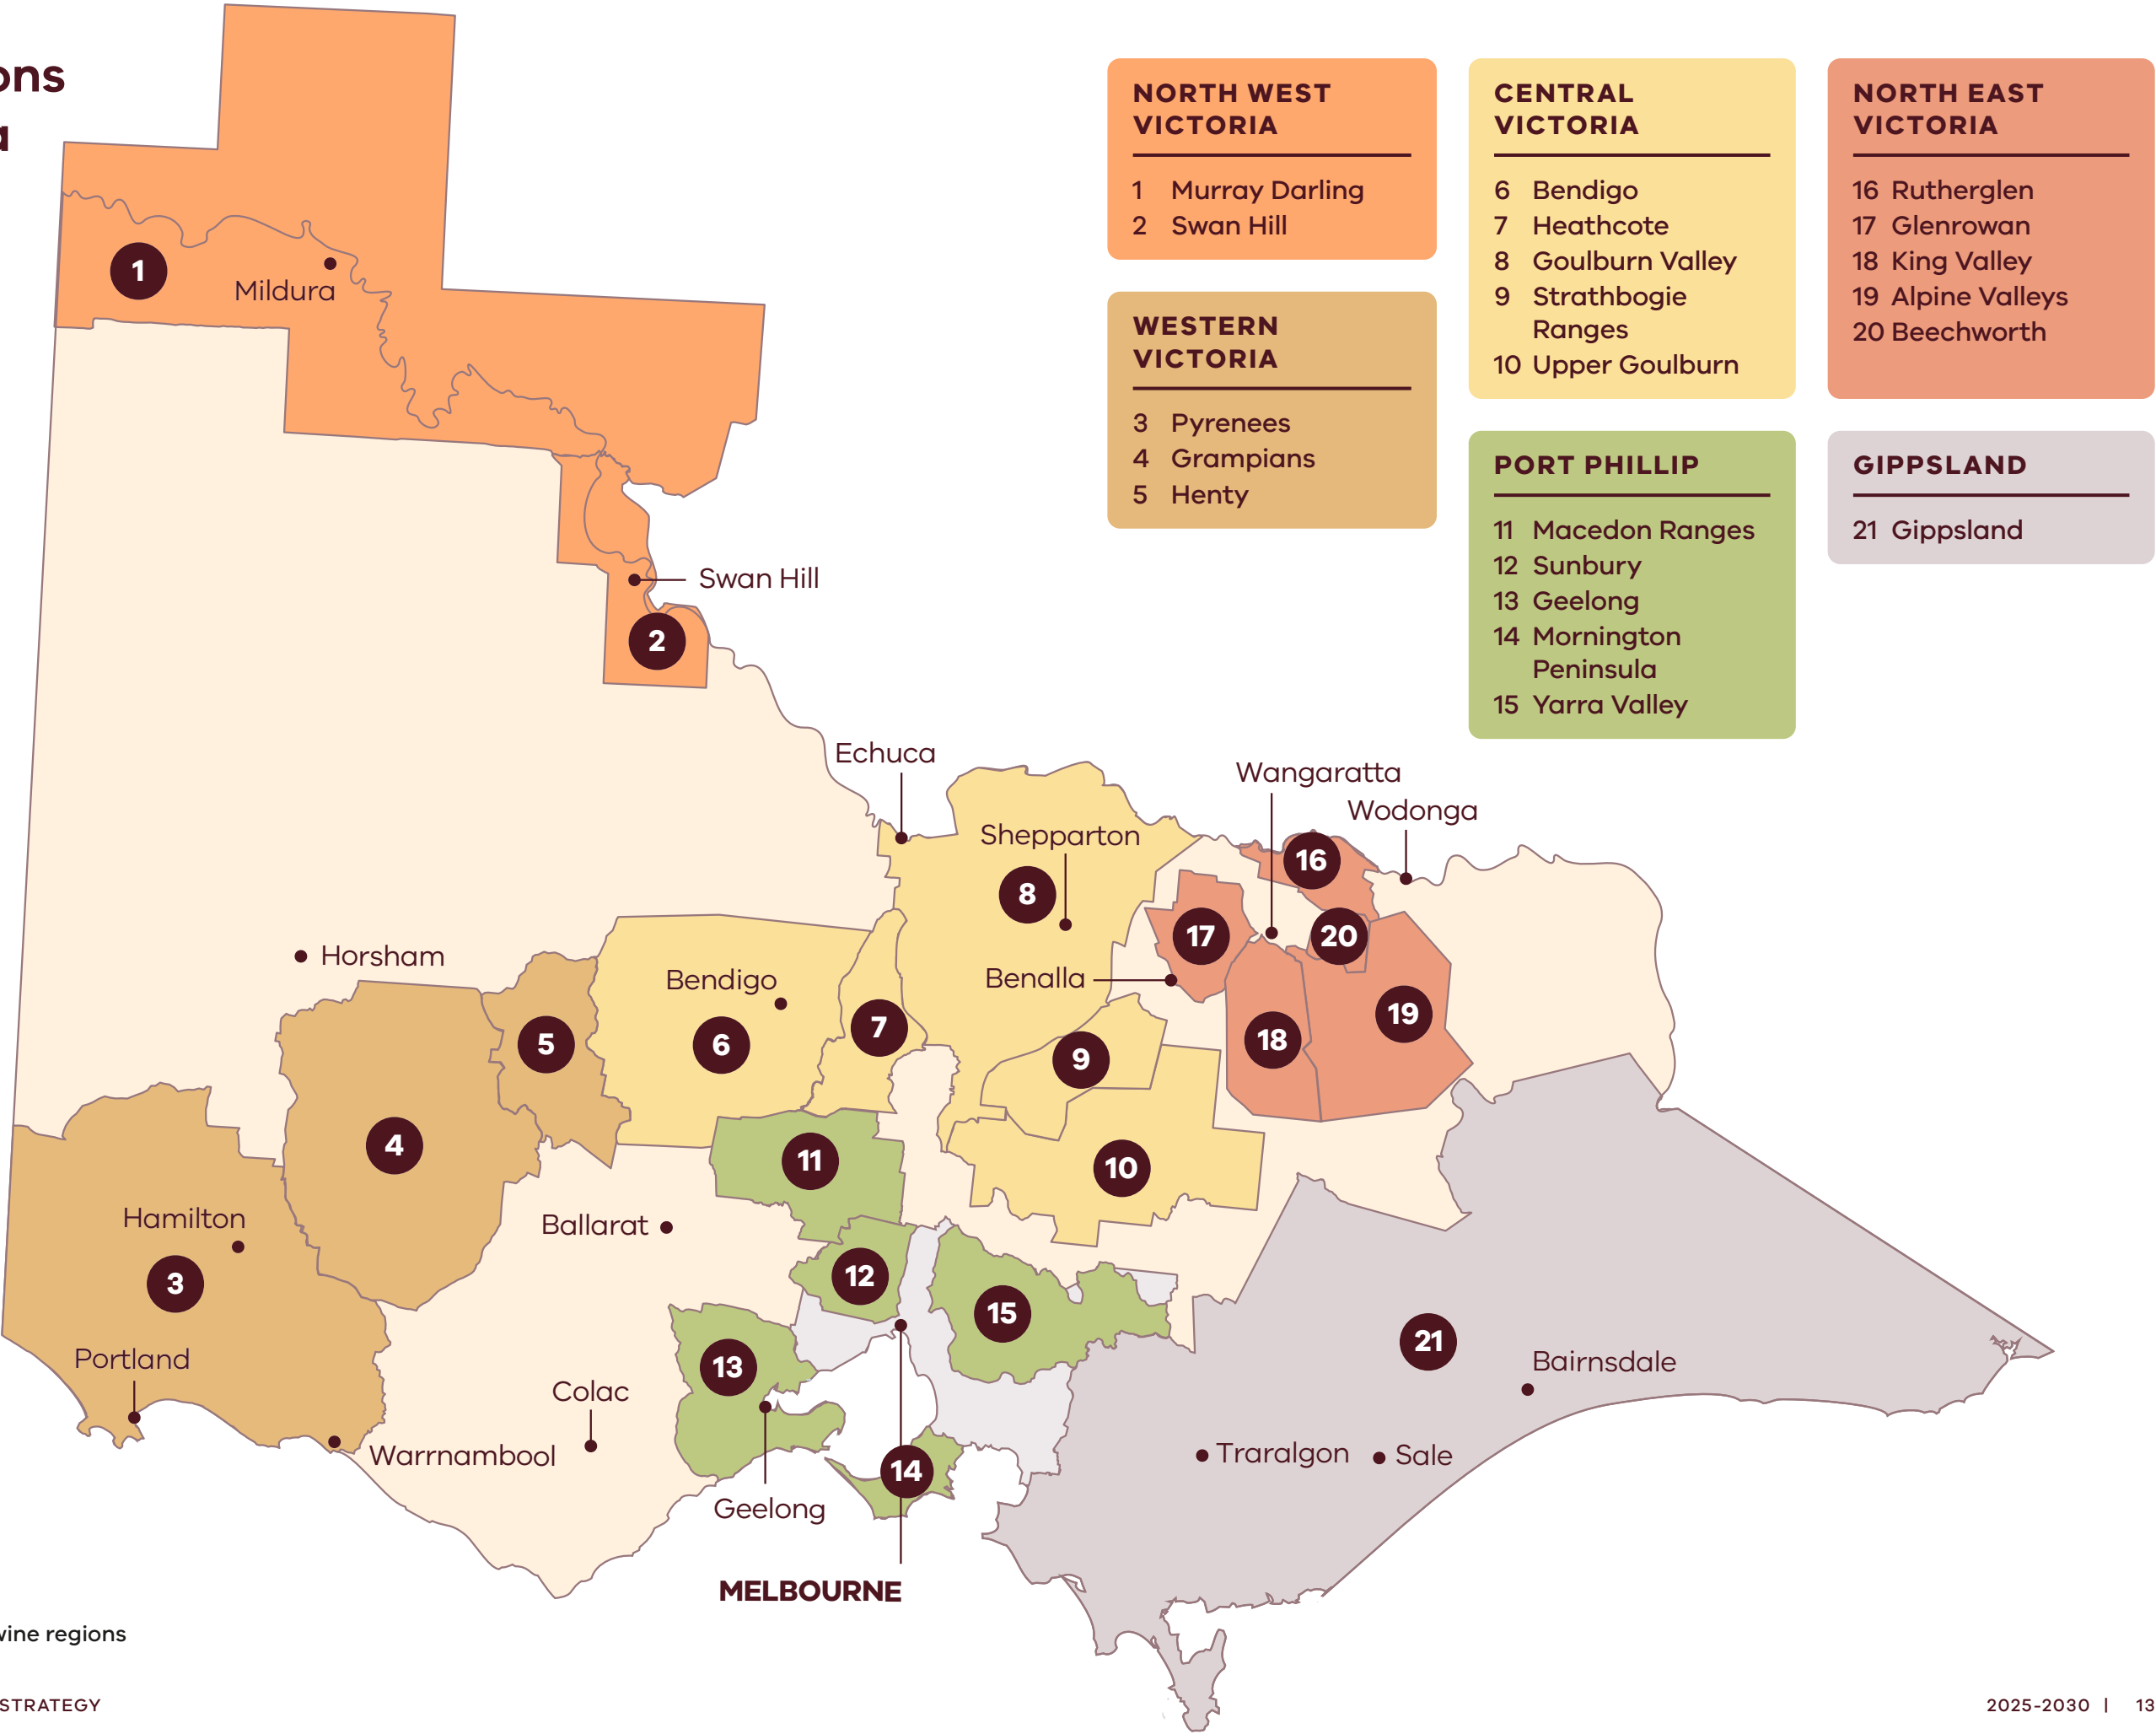 ons
a
NORTH WEST
VICTORIA
1 Murray Darling
2 Swan Hill
WESTERN
VICTORIA
3 Pyrenees
4 Grampians
5 Henty
CENTRAL
VICTORIA
6 Bendigo
7 Heathcote
8 Goulburn Valley
9 Strathbogie
Ranges
10 Upper Goulburn
PORT PHILLIP
11 Macedon Ranges
12 Sunbury
13 Geelong
14 Mornington
Peninsula
15 Yarra Valley
NORTH EAST
VICTORIA
16 Rutherglen
17 Glenrowan
18 King Valley
19 Alpine Valleys
20 Beechworth
GIPPSLAND
21 Gippsland
1
Mildura
Swan Hill
2
Echuca
Wangaratta
Wodonga
Shepparton
16
8
17
20
Horsham
Bendigo
Benalla
19
7
18
5
6
9
4
11
10
Hamilton
Ballarat
3
12
15
21
Portland
13
Bairnsdale
Colac
Warrnambool
14
Traralgon
Sale
Geelong
MELBOURNE
wine regions
STRATEGY
2025-2030 | 13